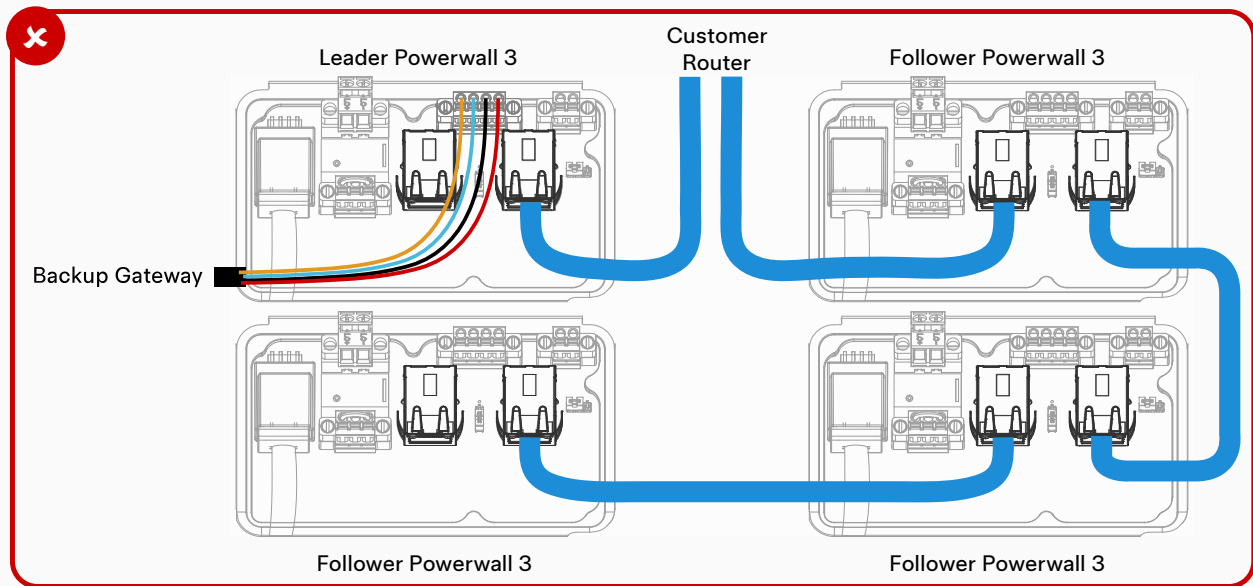 Leader Powerwall 3
Customer
Router
Follower Powerwall 3
Backup Gateway
Follower Powerwall 3
Follower Powerwall 3